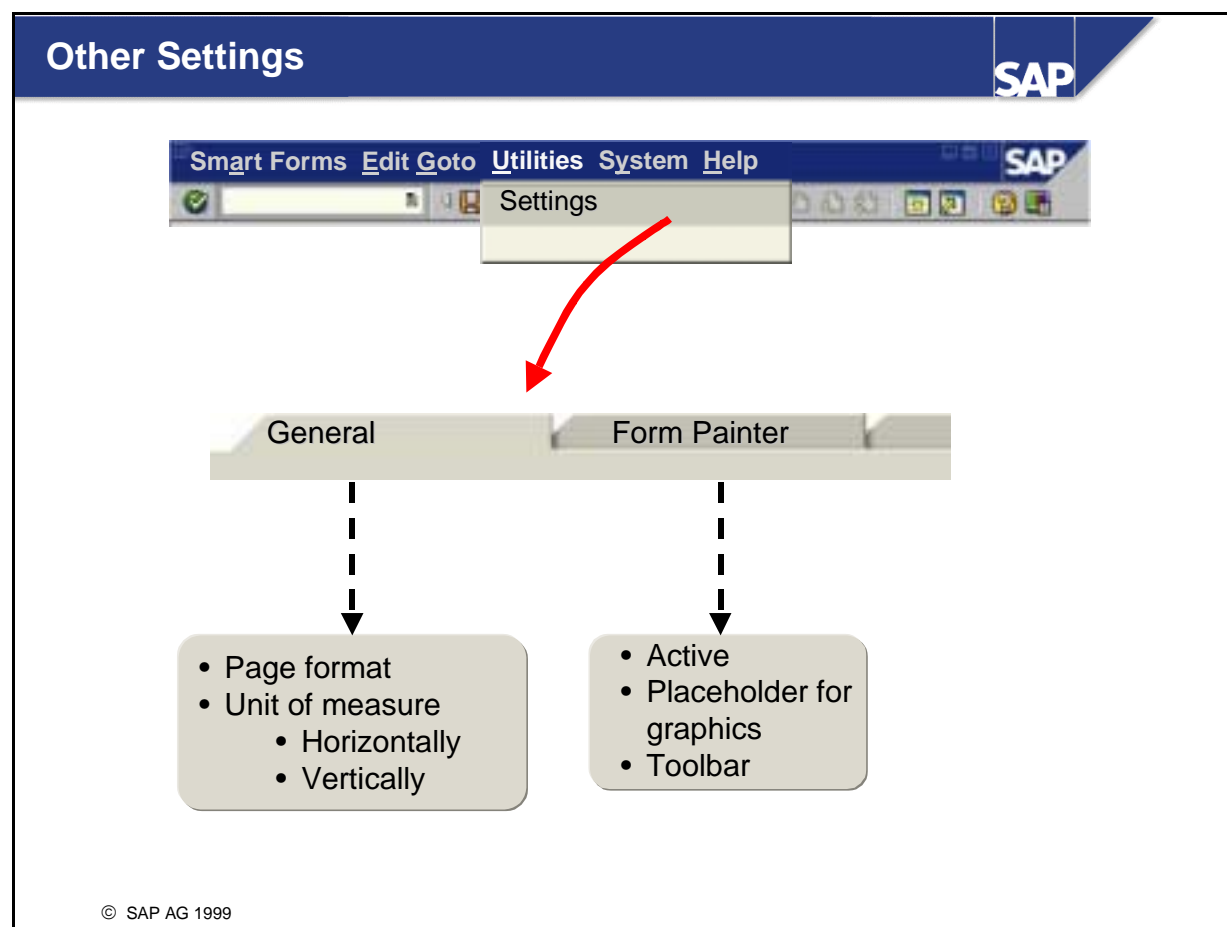 Other Settings
SAP
Smart Forms Edit Goto Utilities System Help
SAP
Settings
General
Form Painter
• Page format
• Unit of measure
• Horizontally
• Vertically
• Active
• Placeholder for
graphics
• Toolbar
© SAP AG 1999